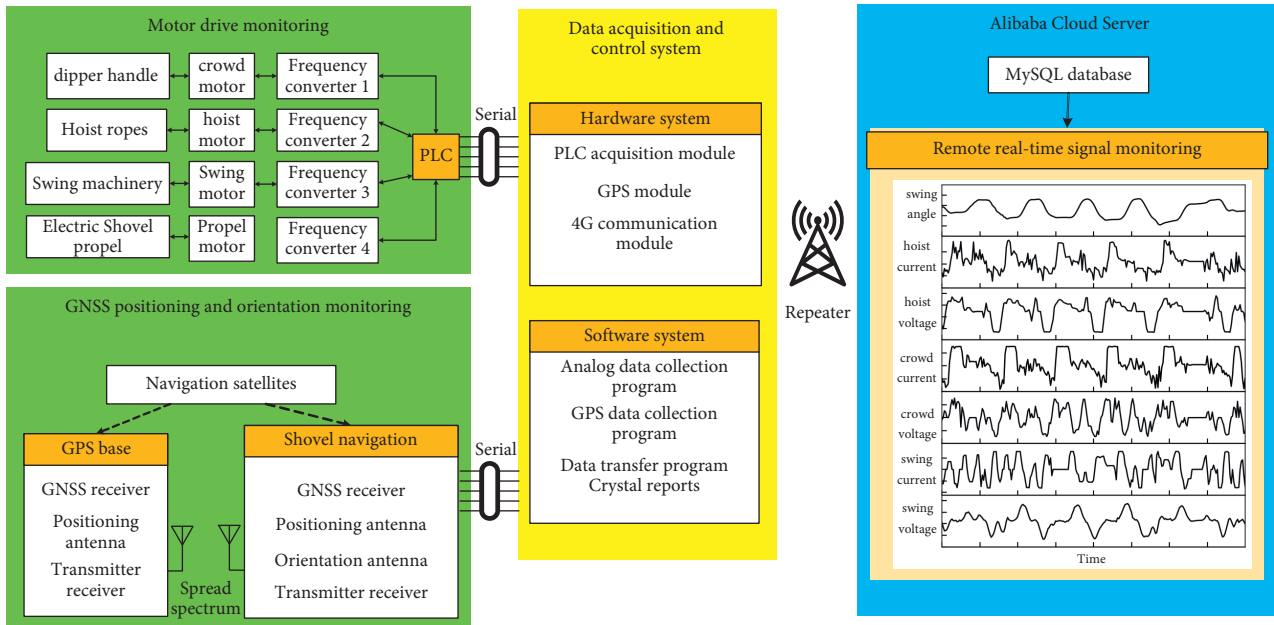 Motor drive monitoring
dipper handle
crowd
motor
Frequency
converter 1
Hoist ropes
hoist
motor
Frequency
converter 2
Swing machinery
Swing
motor
Frequency
converter 3
Electric Shovel
propel
Propel
motor
Frequency
converter 4
PLC
Serial
GNSS positioning and orientation monitoring
Navigation satellites
GPS base
GNSS receiver
Positioning
antenna
Transmitter
receiver
Spread
spectrum
Shovel navigation
GNSS receiver
Positioning antenna
Orientation antenna
Transmitter receiver
Serial
Data acquisition and
control system
Hardware system
PLC acquisition module
GPS module
4G communication
module
Software system
Analog data collection
program
GPS data collection
program
Data transfer program
Crystal reports
Repeater
Alibaba Cloud Server
MySQL database
Remote real-time signal monitoring
swing
angle
hoist
current
hoist
voltage
crowd
current
crowd
voltage
swing
current
swing
voltage
Time